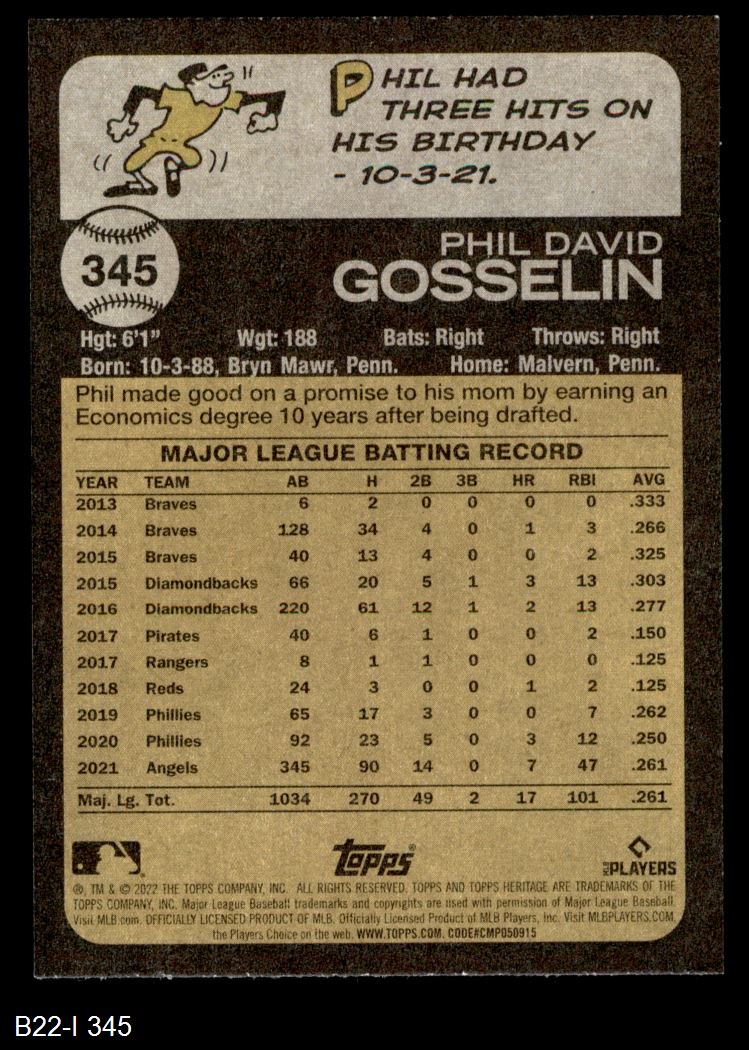 PHIL HAD
THREE HITS ON
HIS BIRTHDAY
- 10-3-21.
345
PHIL DAVID
GOSSELIN
Hgt: 6'1" Wgt: 188 Bats: Right Throws: Right
Born: 10-3-88, Bryn Mawr, Penn. Home: Malvern, Penn.
Phil made good on a promise to his mom by earning an
Economics degree 10 years after being drafted.
MAJOR LEAGUE BATTING RECORD
YEAR TEAM AB H 2B 3B HR RBI AVG
2013 Braves 6 2 0 0 0 0 .333
2014 Braves 128 34 4 0 1 3 .266
2015 Braves 40 13 4 0 0 2 .325
2015 Diamondbacks 66 20 5 1 3 13 .303
2016 Diamondbacks 220 61 12 1 2 13 .277
2017 Pirates 40 6 1 0 0 2 .150
2017 Rangers 8 1 1 0 0 0 .125
2018 Reds 24 3 0 0 1 2 .125
2019 Phillies 65 17 3 0 0 7 .262
2020 Phillies 92 23 5 0 3 12 .250
2021 Angels 345 90 14 0 7 47 .261
Maj. Lg. Tot. 1034 270 49 2 17 101 .261
topps
MLB PLAYERS
®, TM & © 2022 THE TOPPS COMPANY, INC. ALL RIGHTS RESERVED. TOPPS AND TOPPS HERITAGE ARE TRADEMARKS OF THE
TOPPS COMPANY, INC. Major League Baseball trademarks and copyrights are used with permission of Major League Baseball.
Visit MLB.com. OFFICIALLY LICENSED PRODUCT OF MLB. Officially Licensed Product of MLB Players, Inc. Visit MLBPLAYERS.COM,
the Players Choice on the web. WWW.TOPPS.COM. CODE#CMP050915
B22-I 345